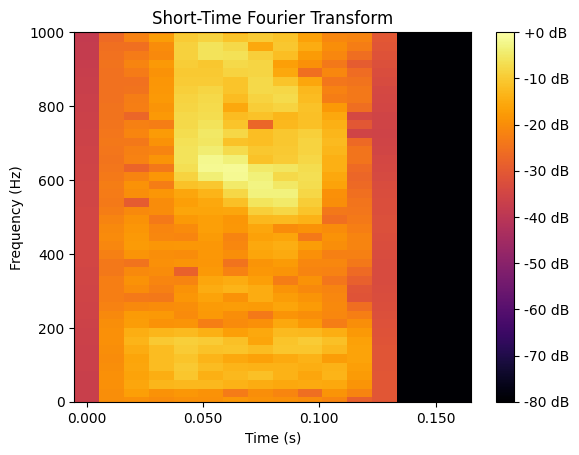 Short-Time Fourier Transform
1000
800
600
400
200
0
Frequency (Hz)
0.000
0.050
0.100
0.150
Time (s)
+0 dB
-10 dB
-20 dB
-30 dB
-40 dB
-50 dB
-60 dB
-70 dB
-80 dB